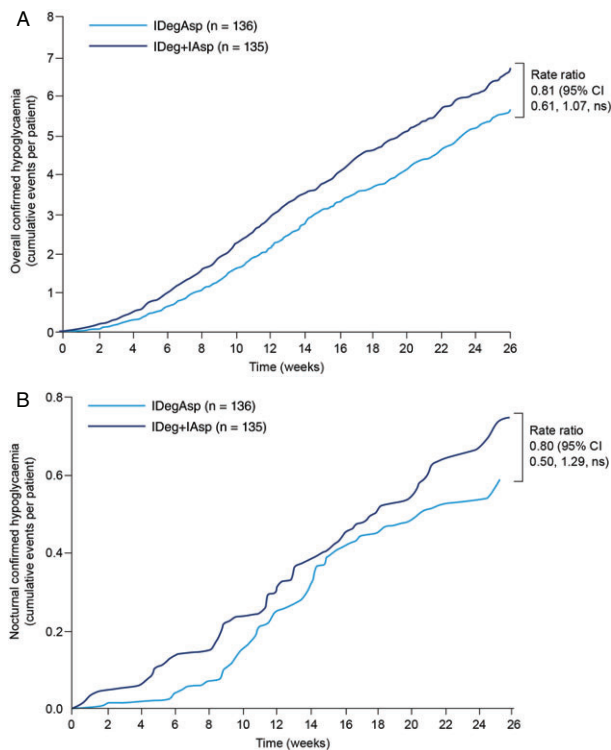 A
IDegAsp (n = 136)
IDeg+IAsp (n = 135)
Rate ratio
0.81 (95% CI
0.61, 1.07, ns)
Overall confirmed hypoglycaemia
(cumulative events per patient)
8
7
6
5
4
3
2
1
0
0 2 4 6 8 10 12 14 16 18 20 22 24 26
Time (weeks)
B
IDegAsp (n = 136)
IDeg+IAsp (n = 135)
Rate ratio
0.80 (95% CI
0.50, 1.29, ns)
Nocturnal confirmed hypoglycaemia
(cumulative events per patient)
0.8
0.6
0.4
0.2
0.0
0 2 4 6 8 10 12 14 16 18 20 22 24 26
Time (weeks)